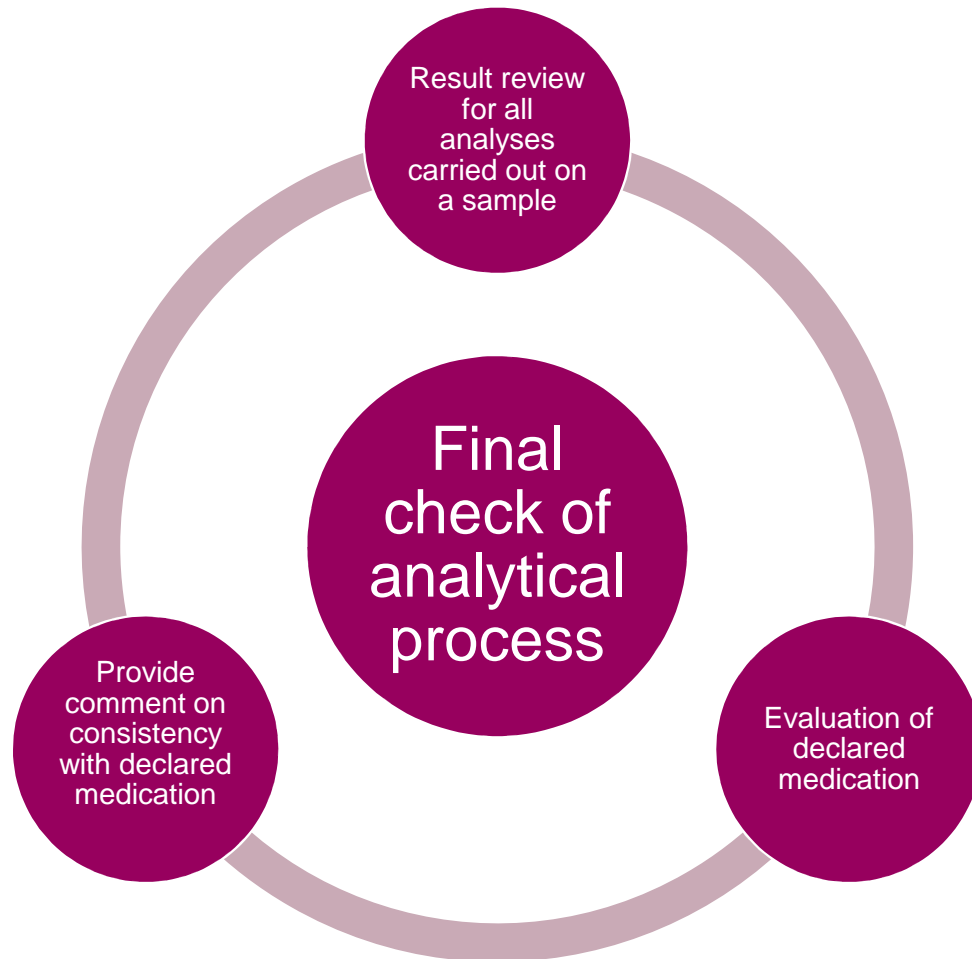 Result review
for all
analyses
carried out on
a sample
Final
check of
analytical
process
Provide
comment on
consistency
with declared
medication
Evaluation of
declared
medication